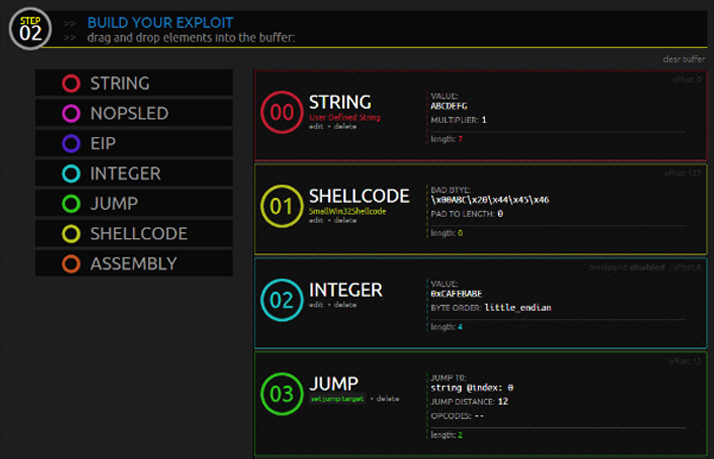 STEP
02
>> BUILD YOUR EXPLOIT
>> drag and drop elements into the buffer:
clear buffer
STRING
NOPSLED
EIP
INTEGER
JUMP
SHELLCODE
ASSEMBLY
offset: 0
00
STRING
User Defined String
edit • delete
VALUE:
ABCDEFG
MULTIPLIER: 1
length: 7
offset: 127
01
SHELLCODE
SmallWin32Shellcode
edit • delete
BAD BTYE:
\x00ABC\x20\x44\x45\x46
PAD TO LENGTH: 0
length: 0
breakpoint: disabled offset: 8
02
INTEGER
edit • delete
VALUE:
0xCAFEBABE
BYTE ORDER: little_endian
length: 4
offset: 12
03
JUMP
set jump target • delete
JUMP TO:
string @index: 0
JUMP DISTANCE: 12
OPCODES: --
length: 2